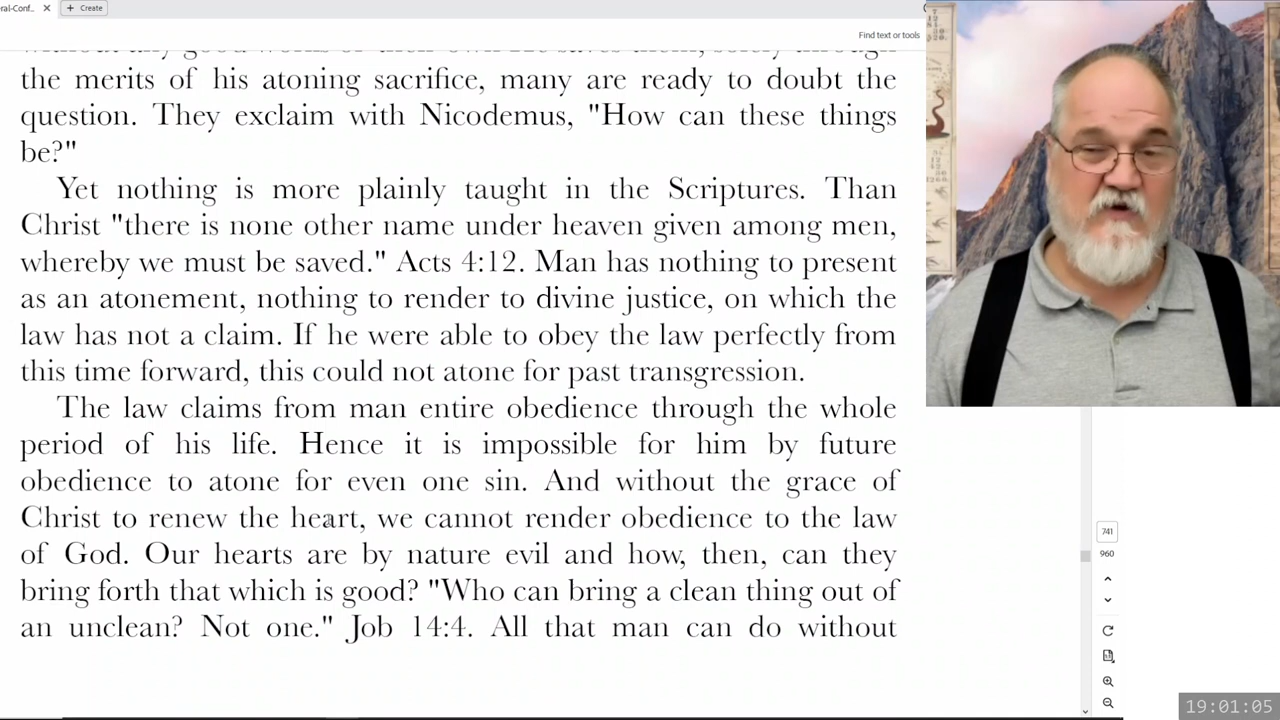 ral-Conf..
Create
Find text or tools
the merits of his atoning sacrifice, many are ready to doubt the
question. They exclaim with Nicodemus, "How can these things
be?"
Yet nothing is more plainly taught in the Scriptures. Than
Christ "there is none other name under heaven given among men,
whereby we must be saved." Acts 4:12. Man has nothing to present
as an atonement, nothing to render to divine justice, on which the
law has not a claim. If he were able to obey the law perfectly from
this time forward, this could not atone for past transgression.
The law claims from man entire obedience through the whole
period of his life. Hence it is impossible for him by future
obedience to atone for even one sin. And without the grace of
Christ to renew the heart, we cannot render obedience to the law
of God. Our hearts are by nature evil and how, then, can they
bring forth that which is good? "Who can bring a clean thing out of
an unclean? Not one." Job 14:4. All that man can do without
741
960
19:01:05